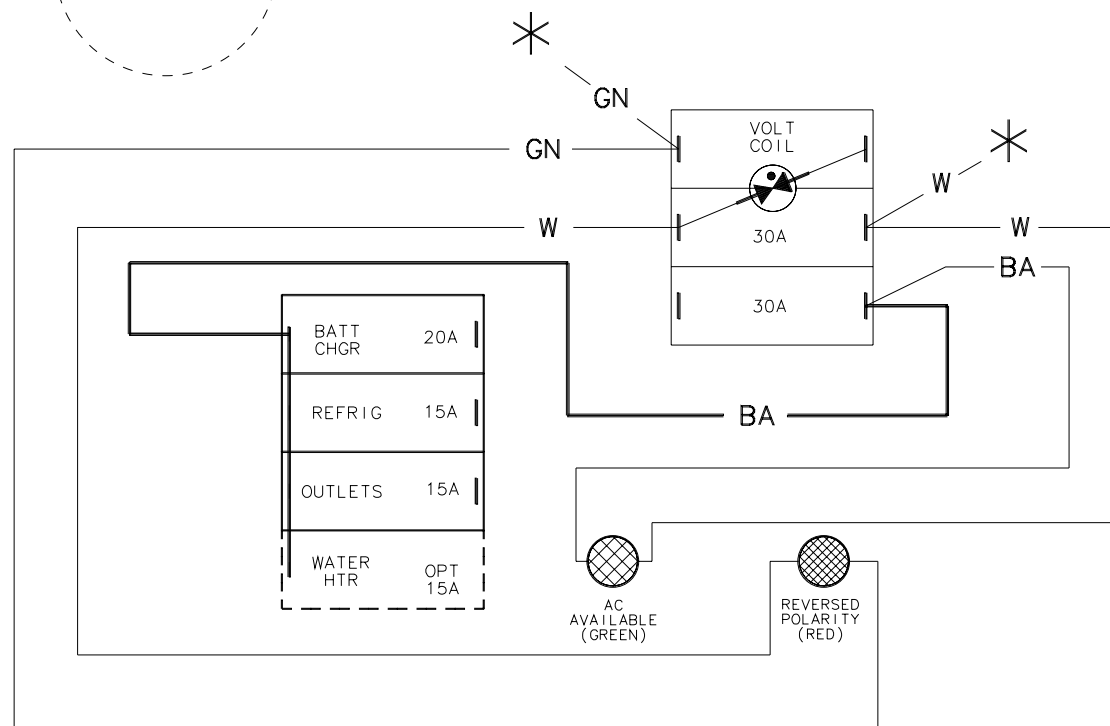 GN
VOLT
COIL
GN
W
W
30A
W
BA
30A
BATT
CHGR
20A
REFRIG
15A
BA
OUTLETS
15A
WATER
HTR
OPT
15A
AC
AVAILABLE
(GREEN)
REVERSED
POLARITY
(RED)